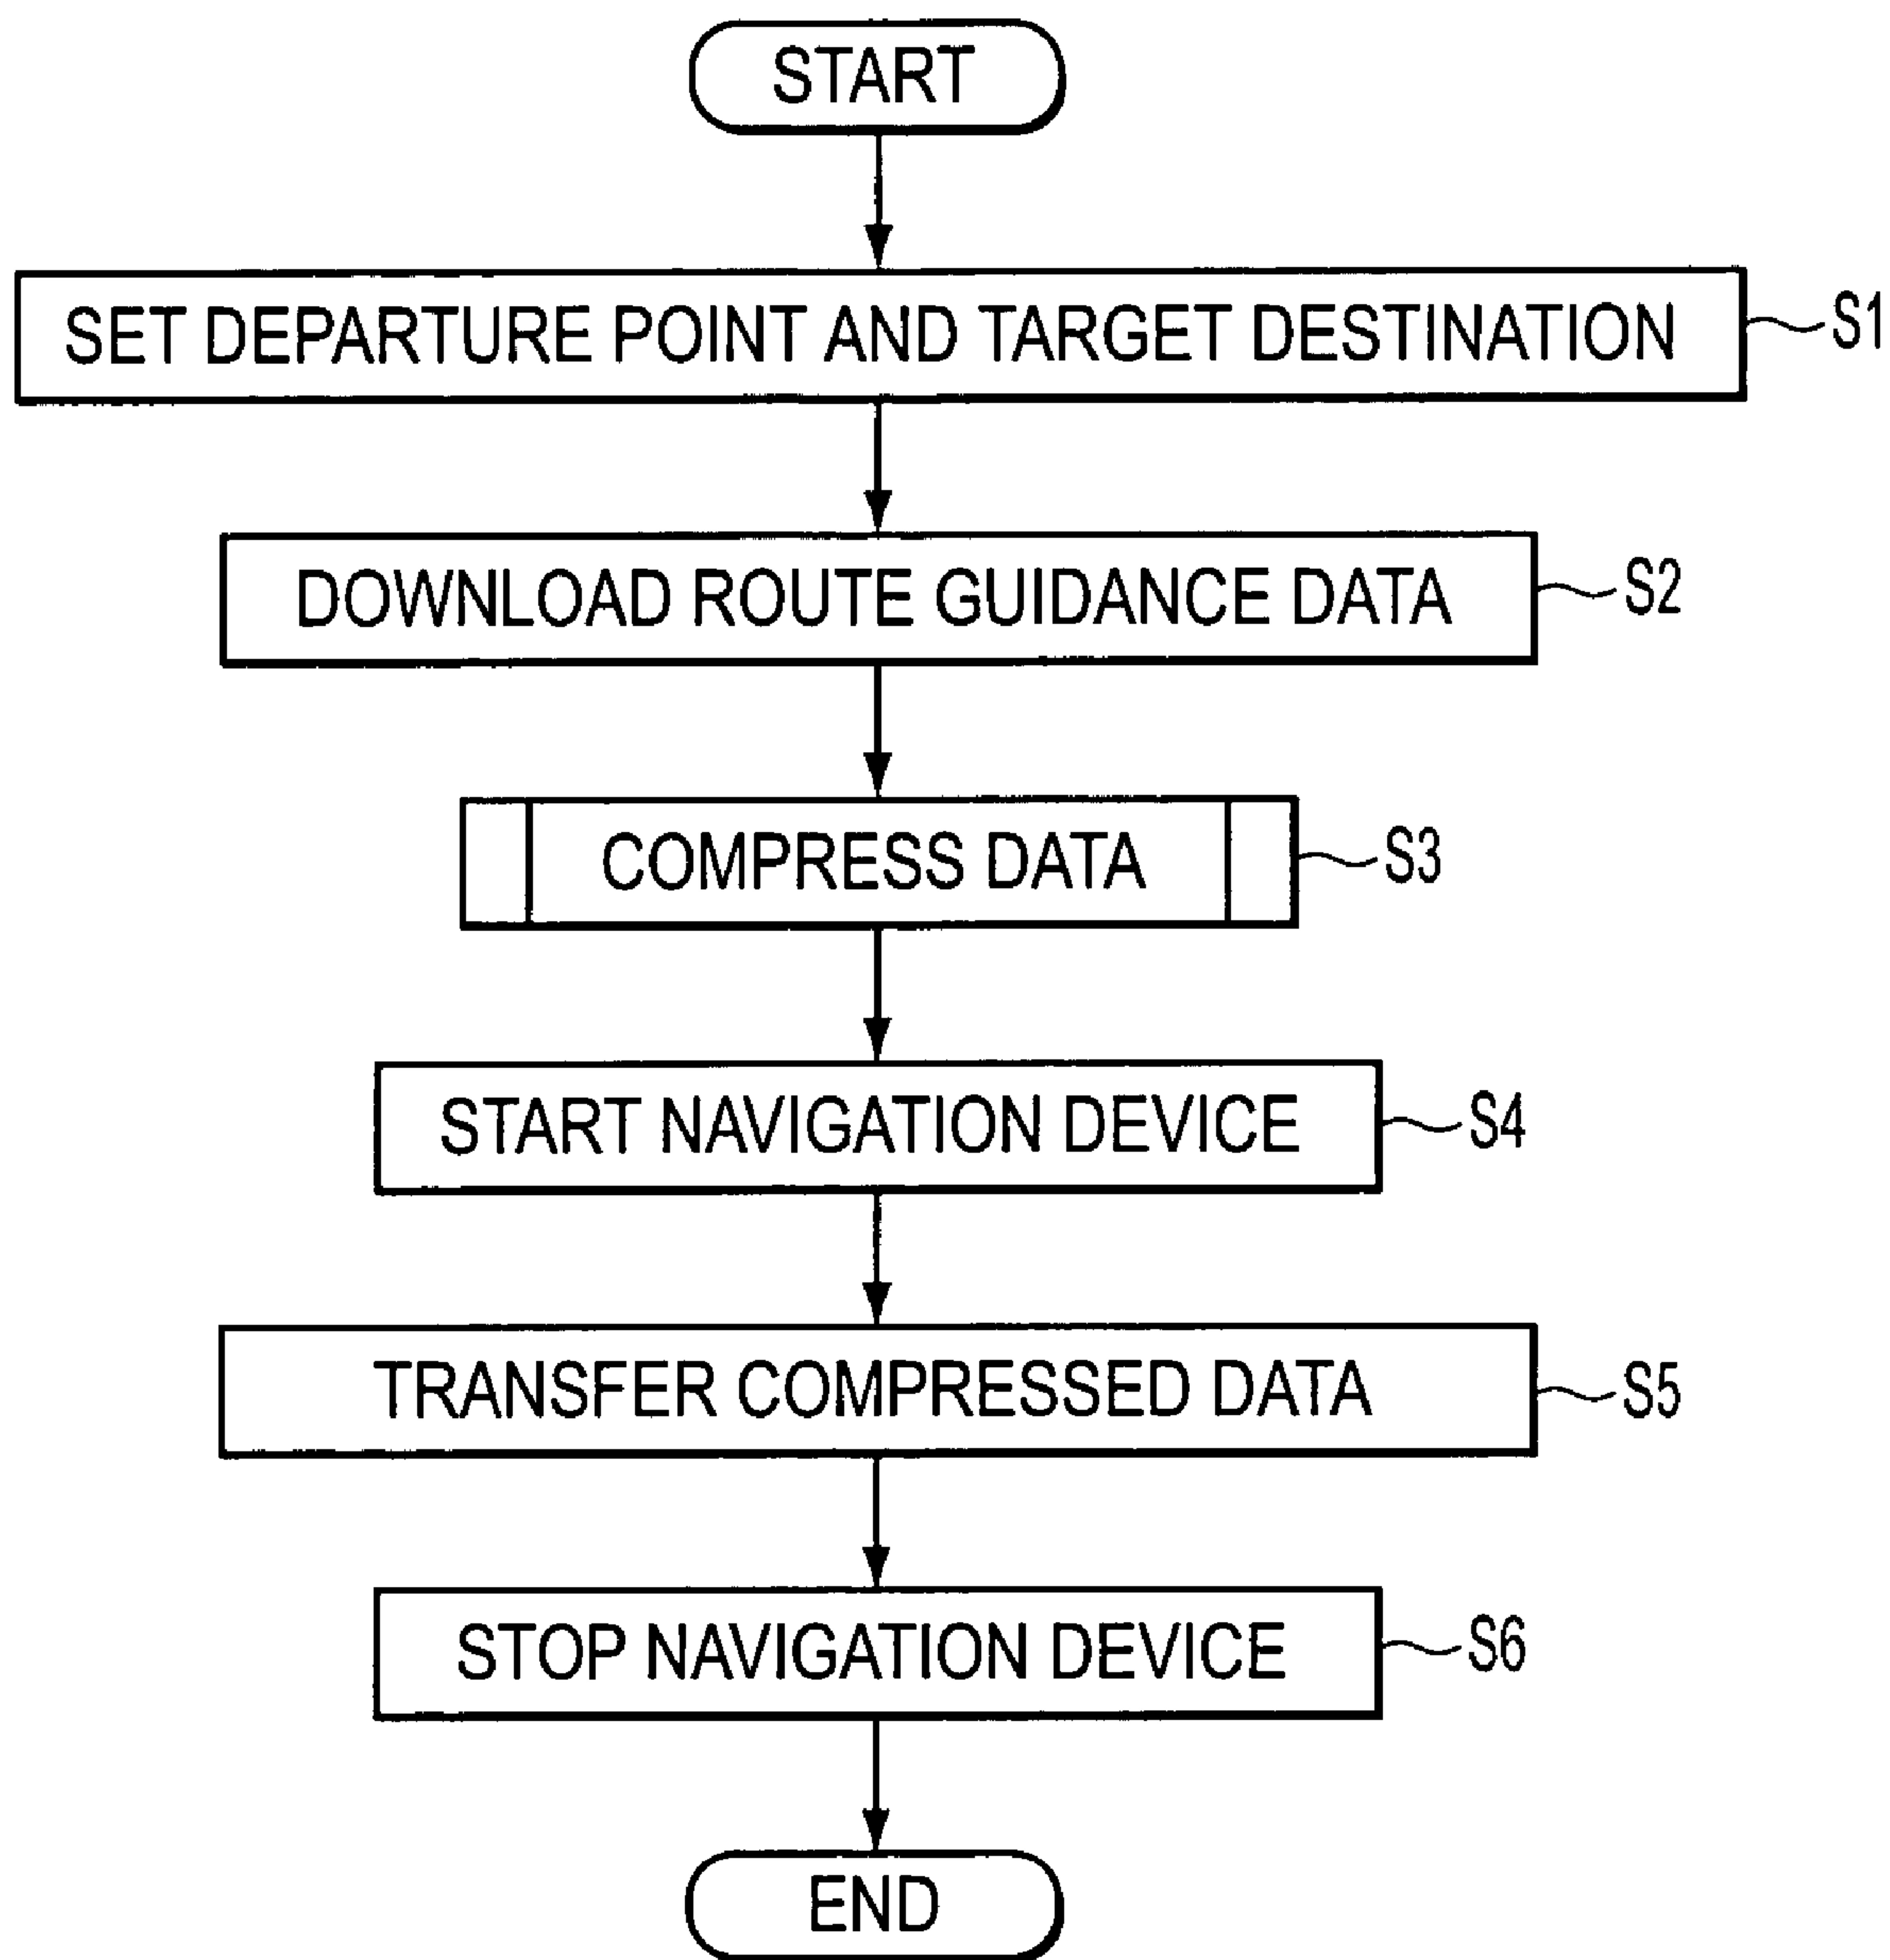 START
SET DEPARTURE POINT AND TARGET DESTINATION S1
DOWNLOAD ROUTE GUIDANCE DATA S2
COMPRESS DATA S3
START NAVIGATION DEVICE S4
TRANSFER COMPRESSED DATA S5
STOP NAVIGATION DEVICE S6
END